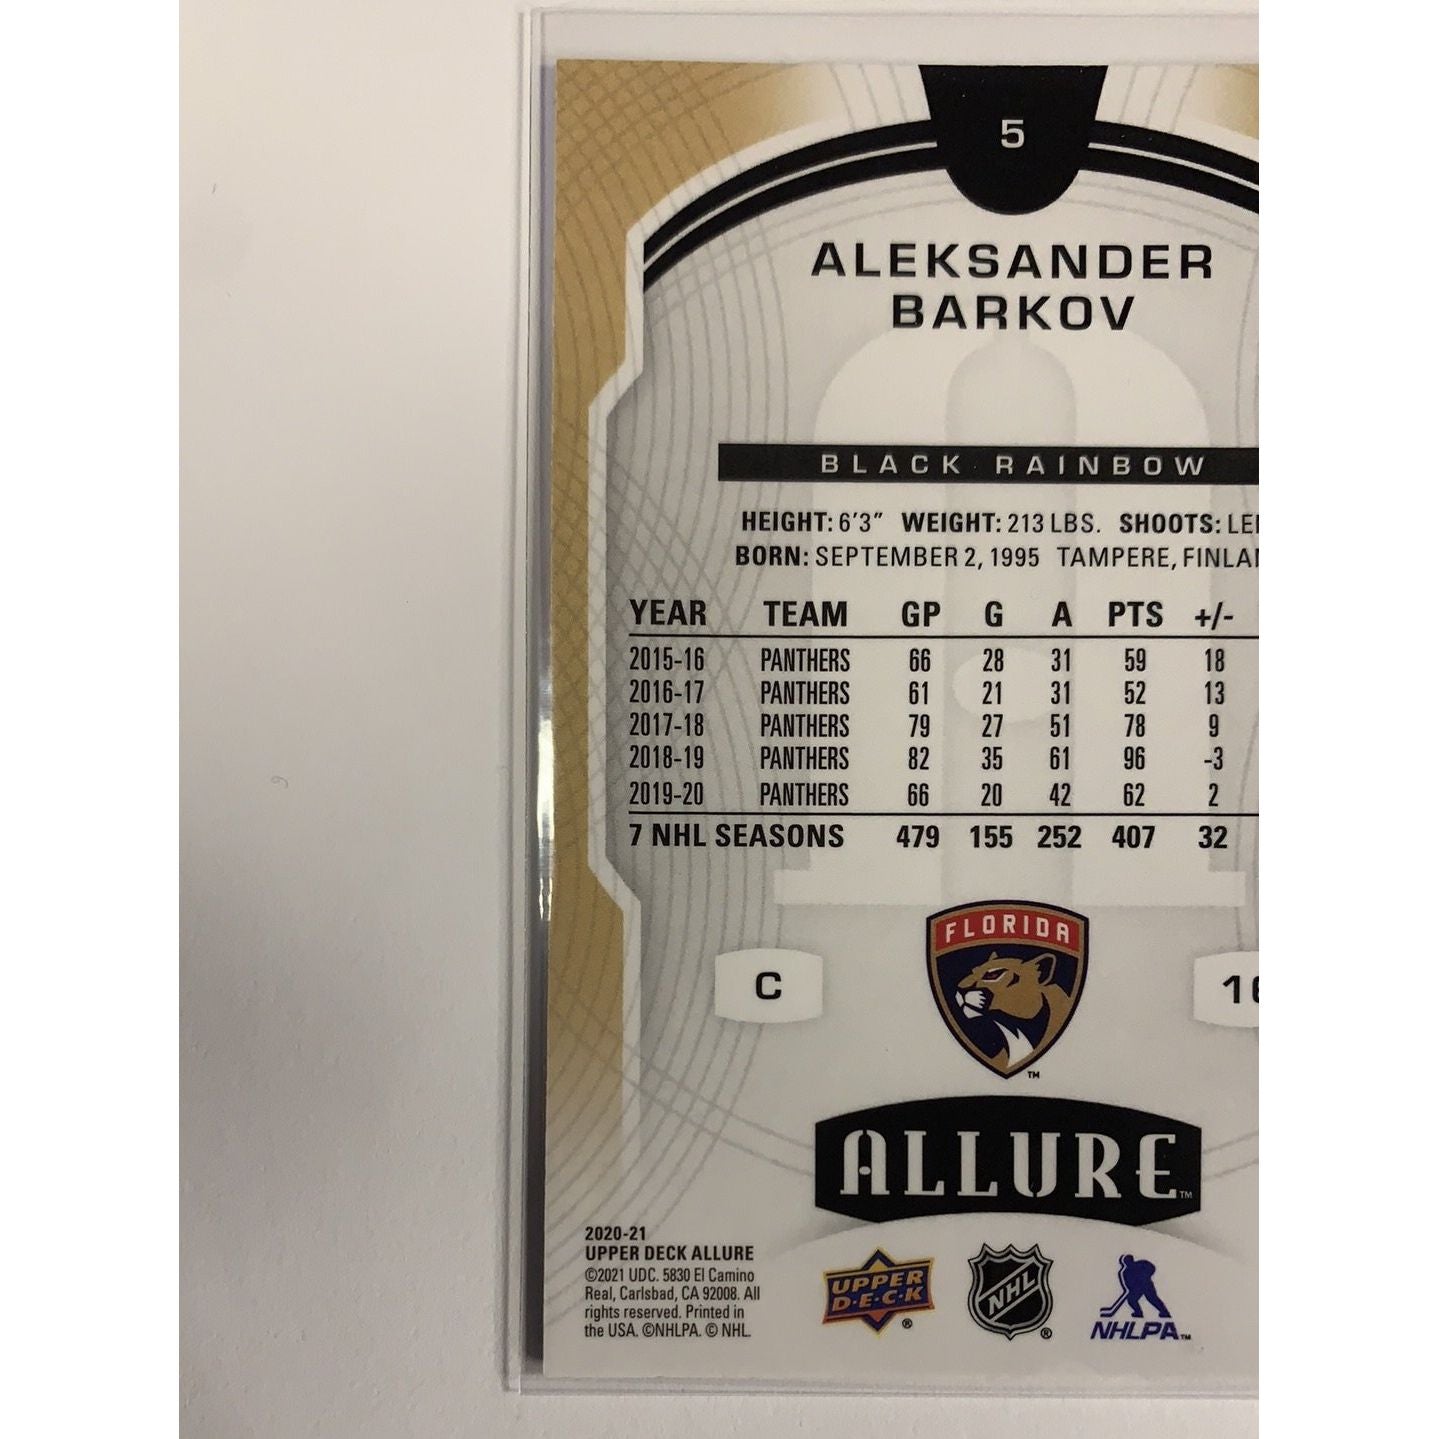 5
ALEKSANDER
BARKOV
BLACK RAINBOW
HEIGHT: 6'3" WEIGHT: 213 LBS. SHOOTS:
BORN: SEPTEMBER 2, 1995 TAMPERE,
YEAR TEAM GP G A PTS +/-
2015-16 PANTHERS 66 28 31 59 18
2016-17 PANTHERS 61 21 31 52 13
2017-18 PANTHERS 79 27 51 78 9
2018-19 PANTHERS 82 35 61 96 -3
2019-20 PANTHERS 66 20 42 62 2
7 NHL SEASONS 479 155 252 407 32
FLORIDA
C
TM
ALLURE TM
2020-21
UPPER DECK ALLURE
©2021 UDC. 5830 El Camino
Real, Carlsbad, CA 92008. All
rights reserved. Printed in
the USA. ©NHLPA. © NHL.
UPPER
D·E·C·K ®
NHL ®
NHLPA TM